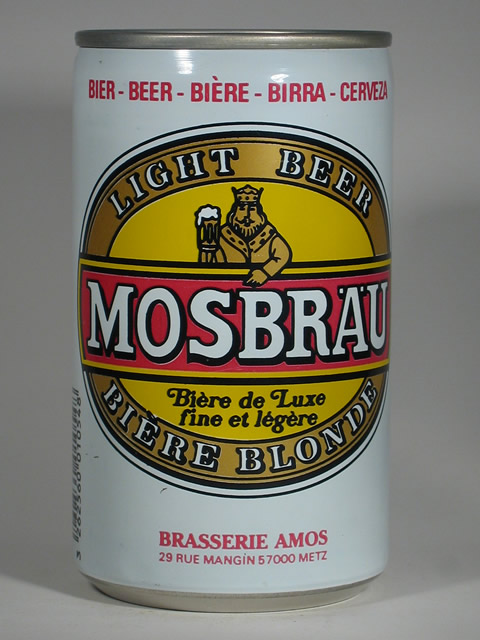 BIER - BEER - BIÈRE - BIRRA - CERVEZA
LIGHT BEER
MOSBRÄU
Bière de Luxe
fine et légère
BIÈRE BLONDE
BRASSERIE AMOS
29 RUE MANGIN 57000 METZ